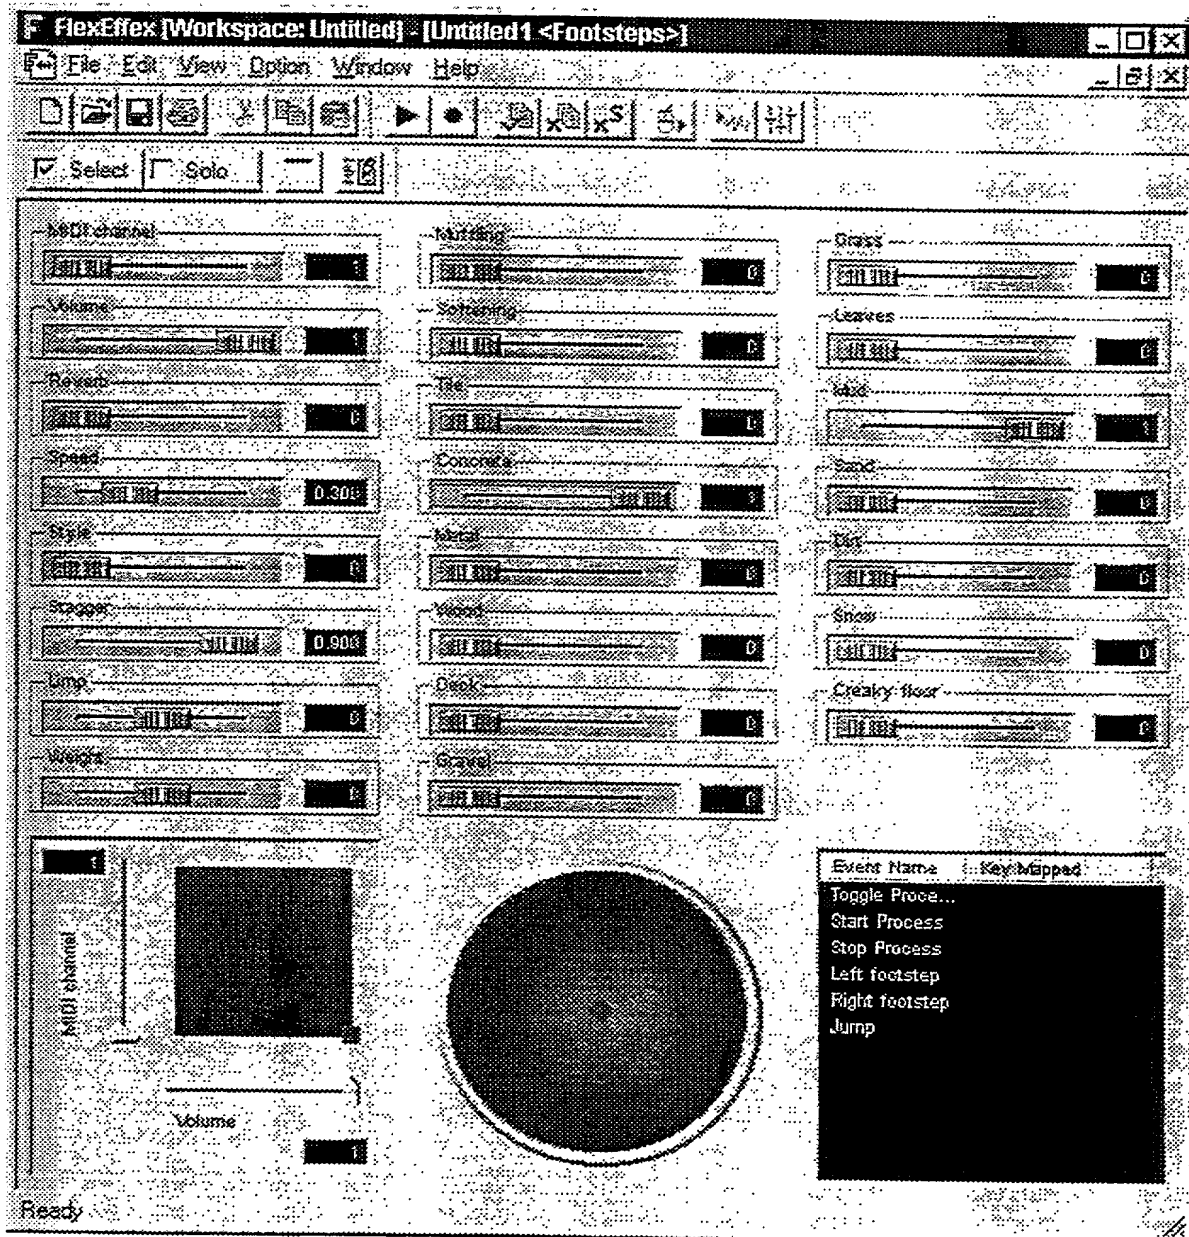 FlexEffex [Workspace: Untitled] - [Untitled1 <Footsteps>]
File Edit View Option Window Help
Select Solo
MIDI channel
1
Volume
1
Reverb
0
Speed
0.300
Style
0
Stagger
0.900
Limp
0
Weight
0
Muffling
0
Softening
0
Tile
0
Concrete
1
Metal
0
Wood
0
Deck
0
Gravel
0
Grass
0
Leaves
0
Mud
1
Sand
0
Dirt
0
Snow
0
Creaky floor
0
1
MIDI channel
Volume
1
Event Name Key Mapped
Toggle Proce...
Start Process
Stop Process
Left footstep
Right footstep
Jump
Ready